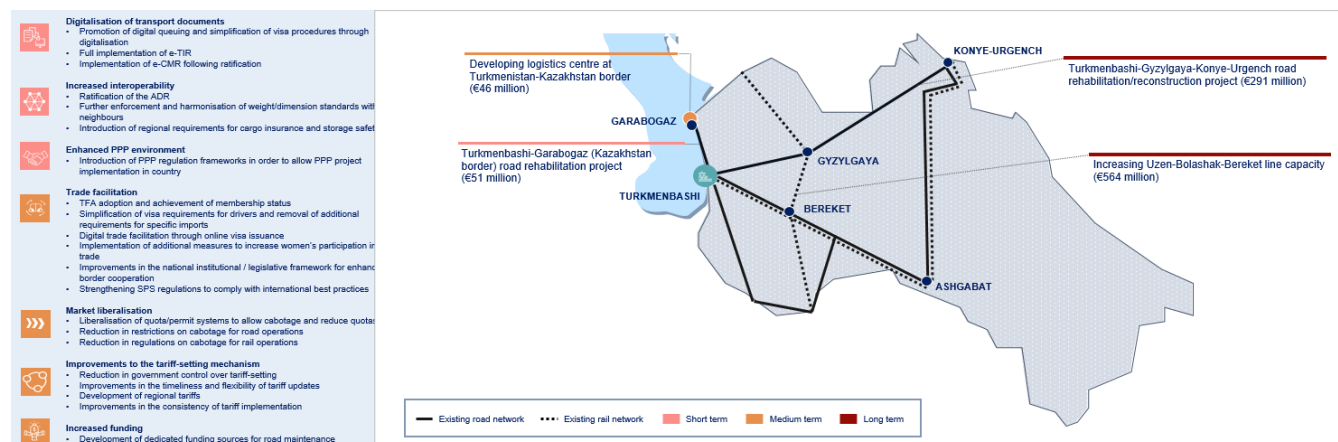 Digitalisation of transport documents
• Promotion of digital queuing and simplification of visa procedures through
digitalisation
• Full implementation of e-TIR
• Implementation of e-CMR following ratification
Increased interoperability
• Ratification of the ADR
• Further enforcement and harmonisation of weight/dimension standards with
neighbours
• Introduction of regional requirements for cargo insurance and storage safet
Enhanced PPP environment
• Introduction of PPP regulation frameworks in order to allow PPP project
implementation in country
Trade facilitation
• TFA adoption and achievement of membership status
• Simplification of visa requirements for drivers and removal of additional
requirements for specific imports
• Digital trade facilitation through online visa issuance
• Implementation of additional measures to increase women's participation in
trade
• Improvements in the national institutional / legislative framework for enhanc
border cooperation
• Strengthening SPS regulations to comply with international best practices
Market liberalisation
• Liberalisation of quota/permit systems to allow cabotage and reduce quotas
• Reduction in restrictions on cabotage for road operations
• Reduction in regulations on cabotage for rail operations
Improvements to the tariff-setting mechanism
• Reduction in government control over tariff-setting
• Improvements in the timeliness and flexibility of tariff updates
• Development of regional tariffs
• Improvements in the consistency of tariff implementation
Increased funding
• Development of dedicated funding sources for road maintenance
Developing logistics centre at
Turkmenistan-Kazakhstan border
(€46 million)
GARABOGAZ
Turkmenbashi-Garabogaz (Kazakhstan
border) road rehabilitation project
(€51 million)
TURKMENBASHI
KONYE-URGENCH
Turkmenbashi-Gyzylgaya-Konye-Urgench road
rehabilitation/reconstruction project (€291 million)
GYZYLGAYA
Increasing Uzen-Bolashak-Bereket line capacity
(€564 million)
BEREKET
ASHGABAT
Existing road network
Existing rail network
Short term
Medium term
Long term